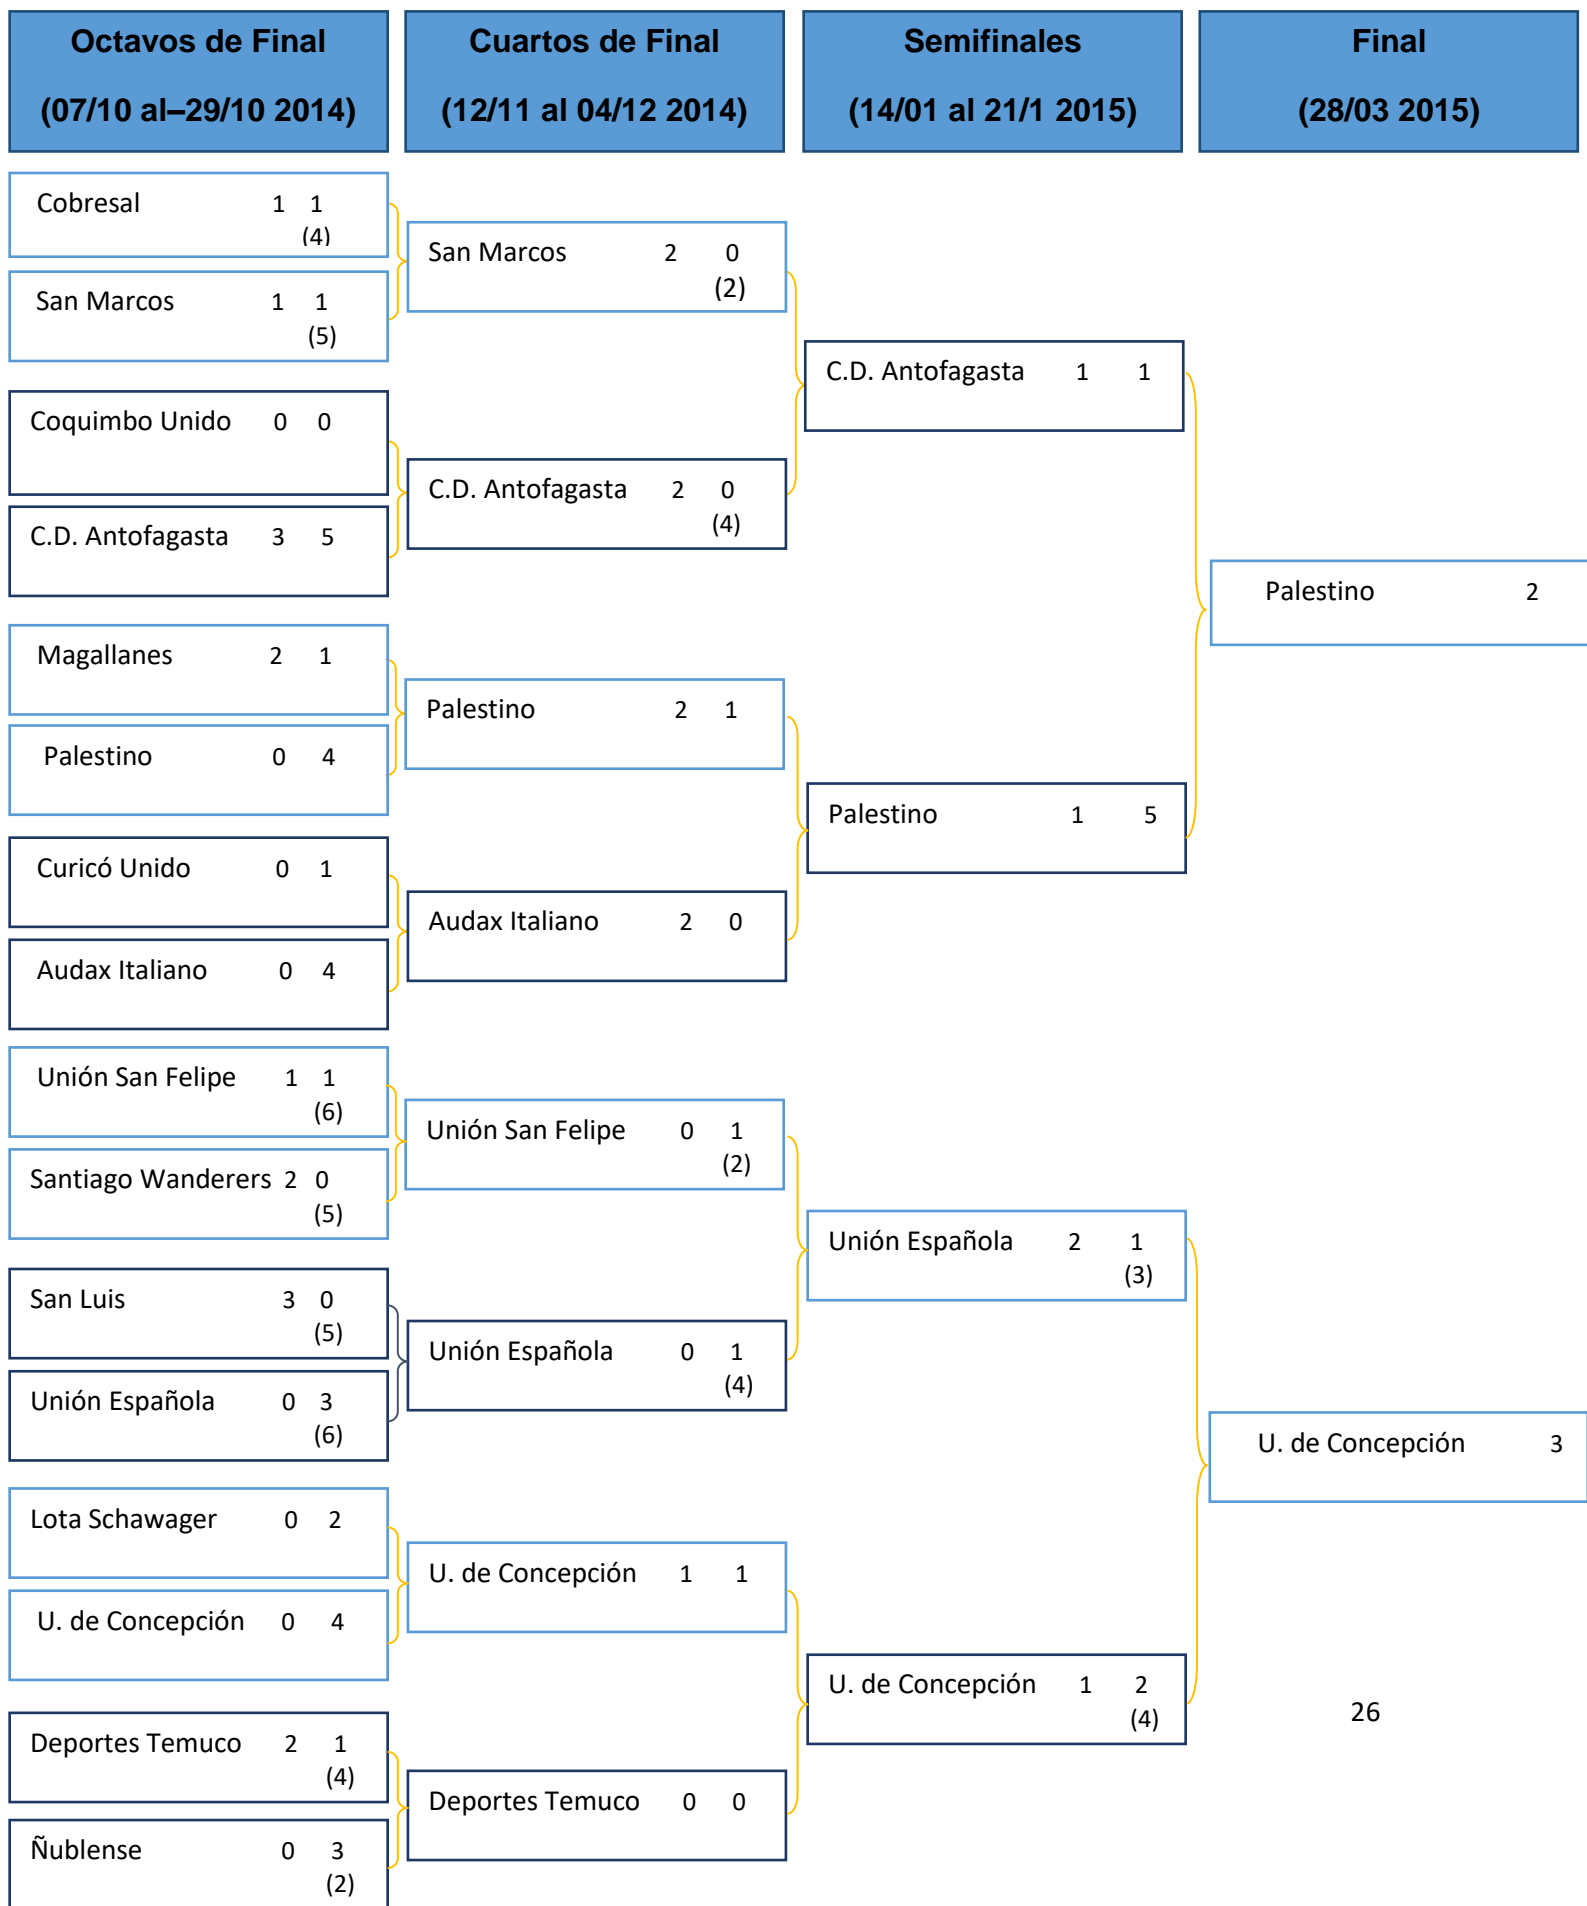 Octavos de Final
(07/10 al–29/10 2014)
Cuartos de Final
(12/11 al 04/12 2014)
Semifinales
(14/01 al 21/1 2015)
Final
(28/03 2015)
Cobresal 1 1
(4)
San Marcos 1 1
(5)
Coquimbo Unido 0 0
C.D. Antofagasta 3 5
Magallanes 2 1
Palestino 0 4
Curicó Unido 0 1
Audax Italiano 0 4
Unión San Felipe 1 1
(6)
Santiago Wanderers 2 0
(5)
San Luis 3 0
(5)
Unión Española 0 3
(6)
Lota Schawager 0 2
U. de Concepción 0 4
Deportes Temuco 2 1
(4)
Ñublense 0 3
(2)
San Marcos 2 0
(2)
C.D. Antofagasta 2 0
(4)
Palestino 2 1
Audax Italiano 2 0
Unión San Felipe 0 1
(2)
Unión Española 0 1
(4)
U. de Concepción 1 1
Deportes Temuco 0 0
C.D. Antofagasta 1 1
Palestino 1 5
Unión Española 2 1
(3)
U. de Concepción 1 2
(4)
Palestino 2
U. de Concepción 3
26